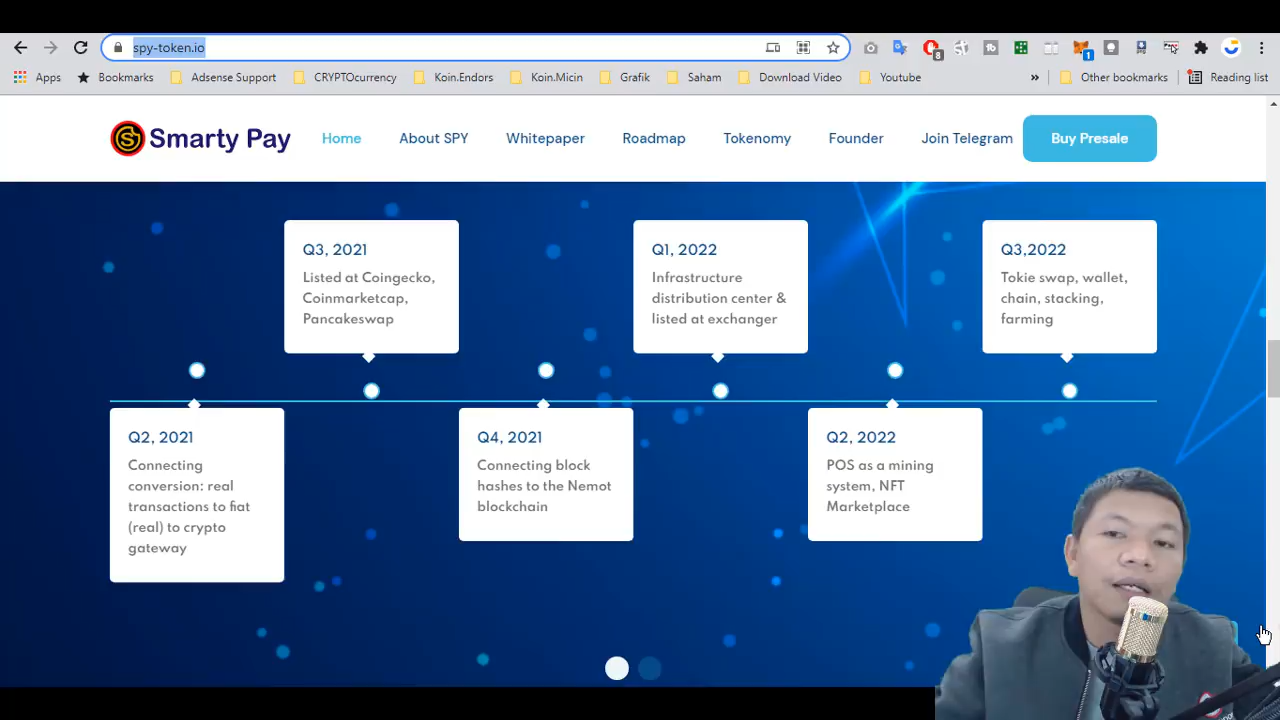 spy-token.io
8
1
Apps
Bookmarks
Adsense Support
CRYPTOcurrency
Koin.Endors
Koin.Micin
Grafik
Saham
Download Video
Youtube
»
Other bookmarks
Reading list
Smarty Pay
Home
About SPY
Whitepaper
Roadmap
Tokenomy
Founder
Join Telegram
Buy Presale
Q3, 2021
Listed at Coingecko,
Coinmarketcap,
Pancakeswap
Q1, 2022
Infrastructure
distribution center &
listed at exchanger
Q3,2022
Tokie swap, wallet,
chain, stacking,
farming
Q2, 2021
Connecting
conversion: real
transactions to fiat
(real) to crypto
gateway
Q4, 2021
Connecting block
hashes to the Nemot
blockchain
Q2, 2022
POS as a mining
system, NFT
Marketplace